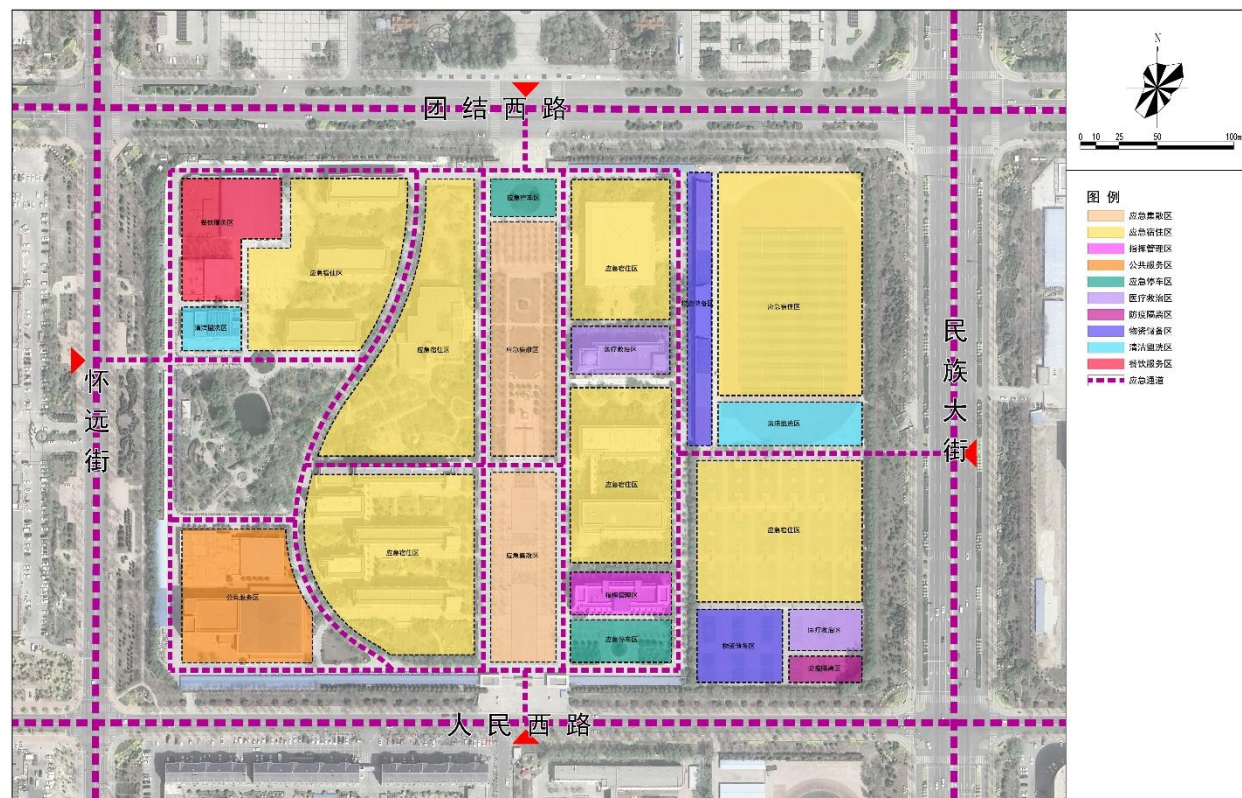 团结西路
N
0 10 25 50 100m
图例
应急集散区
应急宿住区
指挥管理区
公共服务区
应急停车区
医疗救治区
防疫隔离区
物资储备区
清洁盥洗区
餐饮服务区
应急通道
餐饮服务区
应急宿住区
清洁盥洗区
应急宿住区
应急停车区
应急集散区
应急宿住区
医疗救治区
物资储备区
应急宿住区
清洁盥洗区
怀远街
民族大街
应急宿住区
应急宿住区
应急集散区
应急宿住区
公共服务区
指挥管理区
应急停车区
物资储备区
医疗救治区
防疫隔离区
人民西路